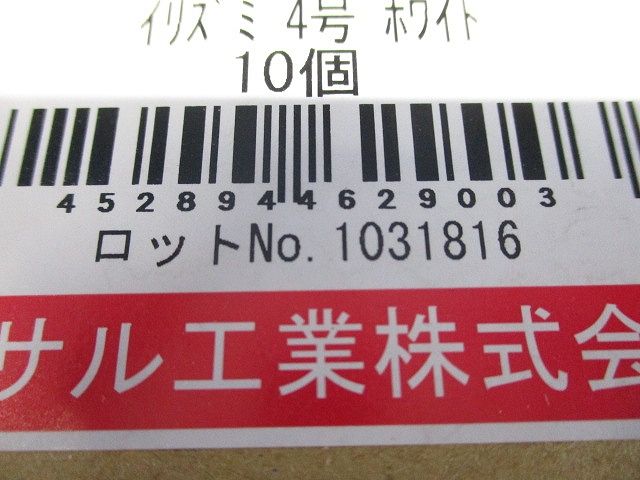 イリズミ 4号 ホワイト
10個
4528944629003
ロットNo. 1031816
サル工業株式会